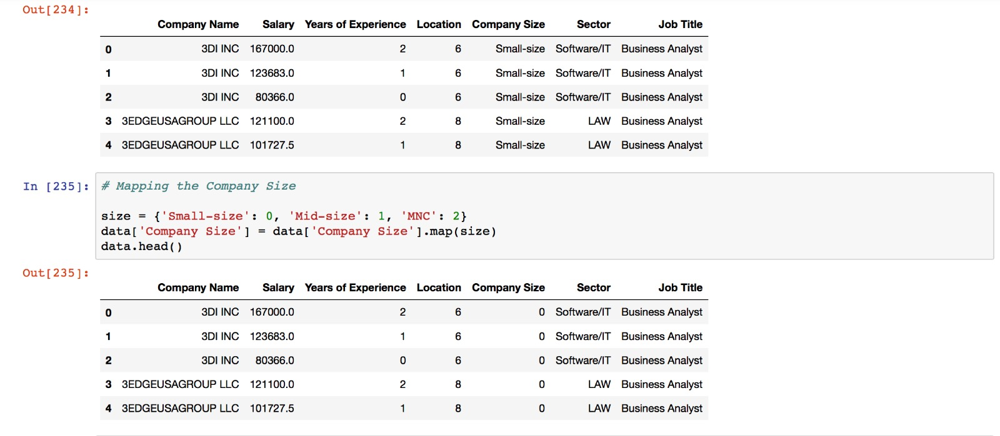 Out[234]:
Company Name Salary Years of Experience Location Company Size Sector Job Title
0 3DI INC 167000.0 2 6 Small-size Software/IT Business Analyst
1 3DI INC 123683.0 1 6 Small-size Software/IT Business Analyst
2 3DI INC 80366.0 0 6 Small-size Software/IT Business Analyst
3 3EDGEUSAGROUP LLC 121100.0 2 8 Small-size LAW Business Analyst
4 3EDGEUSAGROUP LLC 101727.5 1 8 Small-size LAW Business Analyst
In [235]: # Mapping the Company Size
size = {'Small-size': 0, 'Mid-size': 1, 'MNC': 2}
data['Company Size'] = data['Company Size'].map(size)
data.head()
Out[235]:
Company Name Salary Years of Experience Location Company Size Sector Job Title
0 3DI INC 167000.0 2 6 0 Software/IT Business Analyst
1 3DI INC 123683.0 1 6 0 Software/IT Business Analyst
2 3DI INC 80366.0 0 6 0 Software/IT Business Analyst
3 3EDGEUSAGROUP LLC 121100.0 2 8 0 LAW Business Analyst
4 3EDGEUSAGROUP LLC 101727.5 1 8 0 LAW Business Analyst